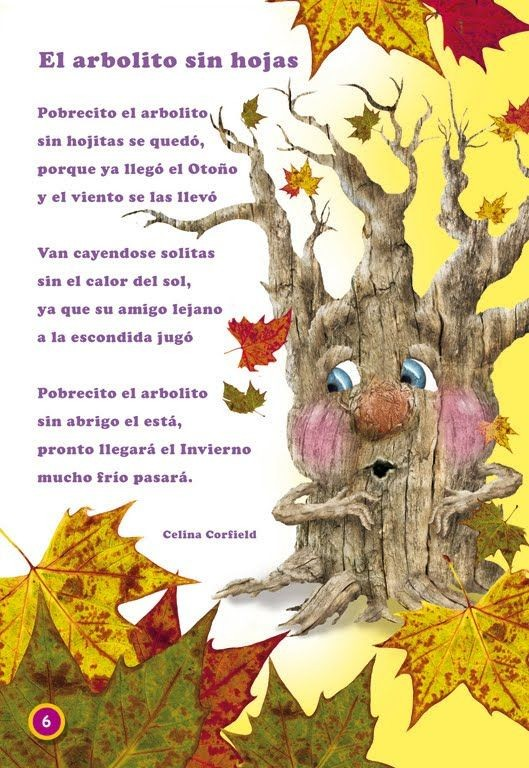 El arbolito sin hojas
Pobrecito el arbolito
sin hojitas se quedó,
porque ya llegó el Otoño
y el viento se las llevó
Van cayendose solitas
sin el calor del sol,
ya que su amigo lejano
a la escondida jugó
Pobrecito el arbolito
sin abrigo el está,
pronto llegará el Invierno
mucho frío pasará.
Celina Corfield
6